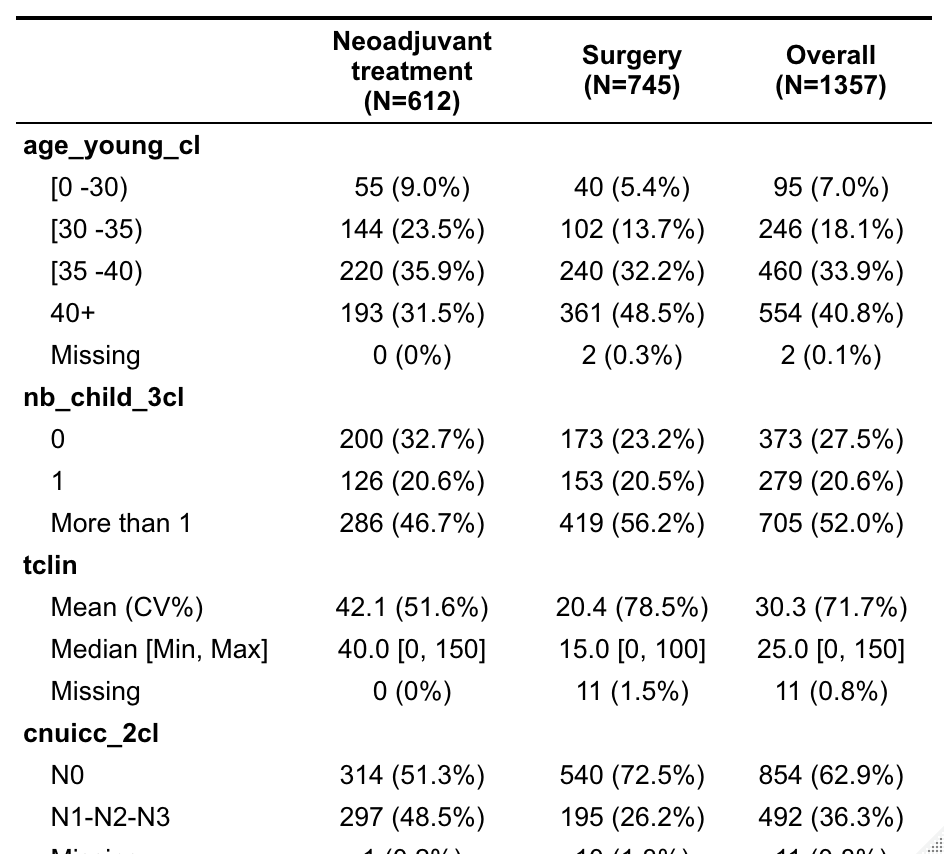 Neoadjuvant treatment (N=612) Surgery (N=745) Overall (N=1357)
age_young_cl
[0 -30) 55 (9.0%) 40 (5.4%) 95 (7.0%)
[30 -35) 144 (23.5%) 102 (13.7%) 246 (18.1%)
[35 -40) 220 (35.9%) 240 (32.2%) 460 (33.9%)
40+ 193 (31.5%) 361 (48.5%) 554 (40.8%)
Missing 0 (0%) 2 (0.3%) 2 (0.1%)
nb_child_3cl
0 200 (32.7%) 173 (23.2%) 373 (27.5%)
1 126 (20.6%) 153 (20.5%) 279 (20.6%)
More than 1 286 (46.7%) 419 (56.2%) 705 (52.0%)
tclin
Mean (CV%) 42.1 (51.6%) 20.4 (78.5%) 30.3 (71.7%)
Median [Min, Max] 40.0 [0, 150] 15.0 [0, 100] 25.0 [0, 150]
Missing 0 (0%) 11 (1.5%) 11 (0.8%)
cnuicc_2cl
N0 314 (51.3%) 540 (72.5%) 854 (62.9%)
N1-N2-N3 297 (48.5%) 195 (26.2%) 492 (36.3%)